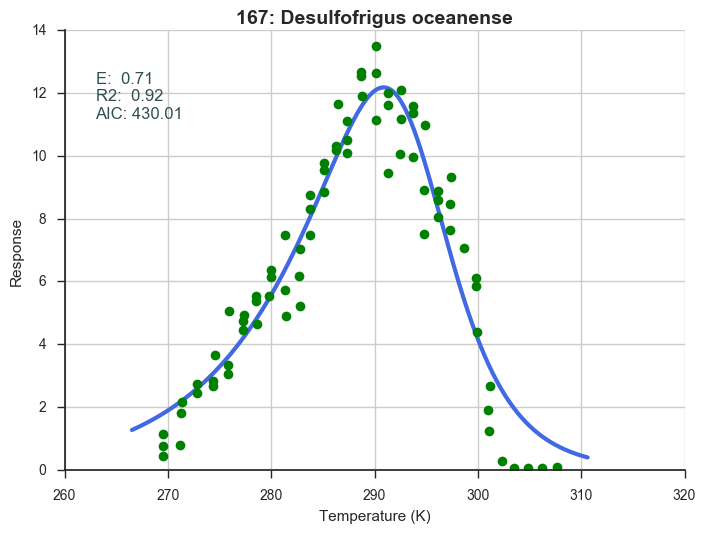 167: Desulfofrigus oceanense
E: 0.71
R2: 0.92
AIC: 430.01
Response
14
12
10
8
6
4
2
0
260 270 280 290 300 310 320
Temperature (K)